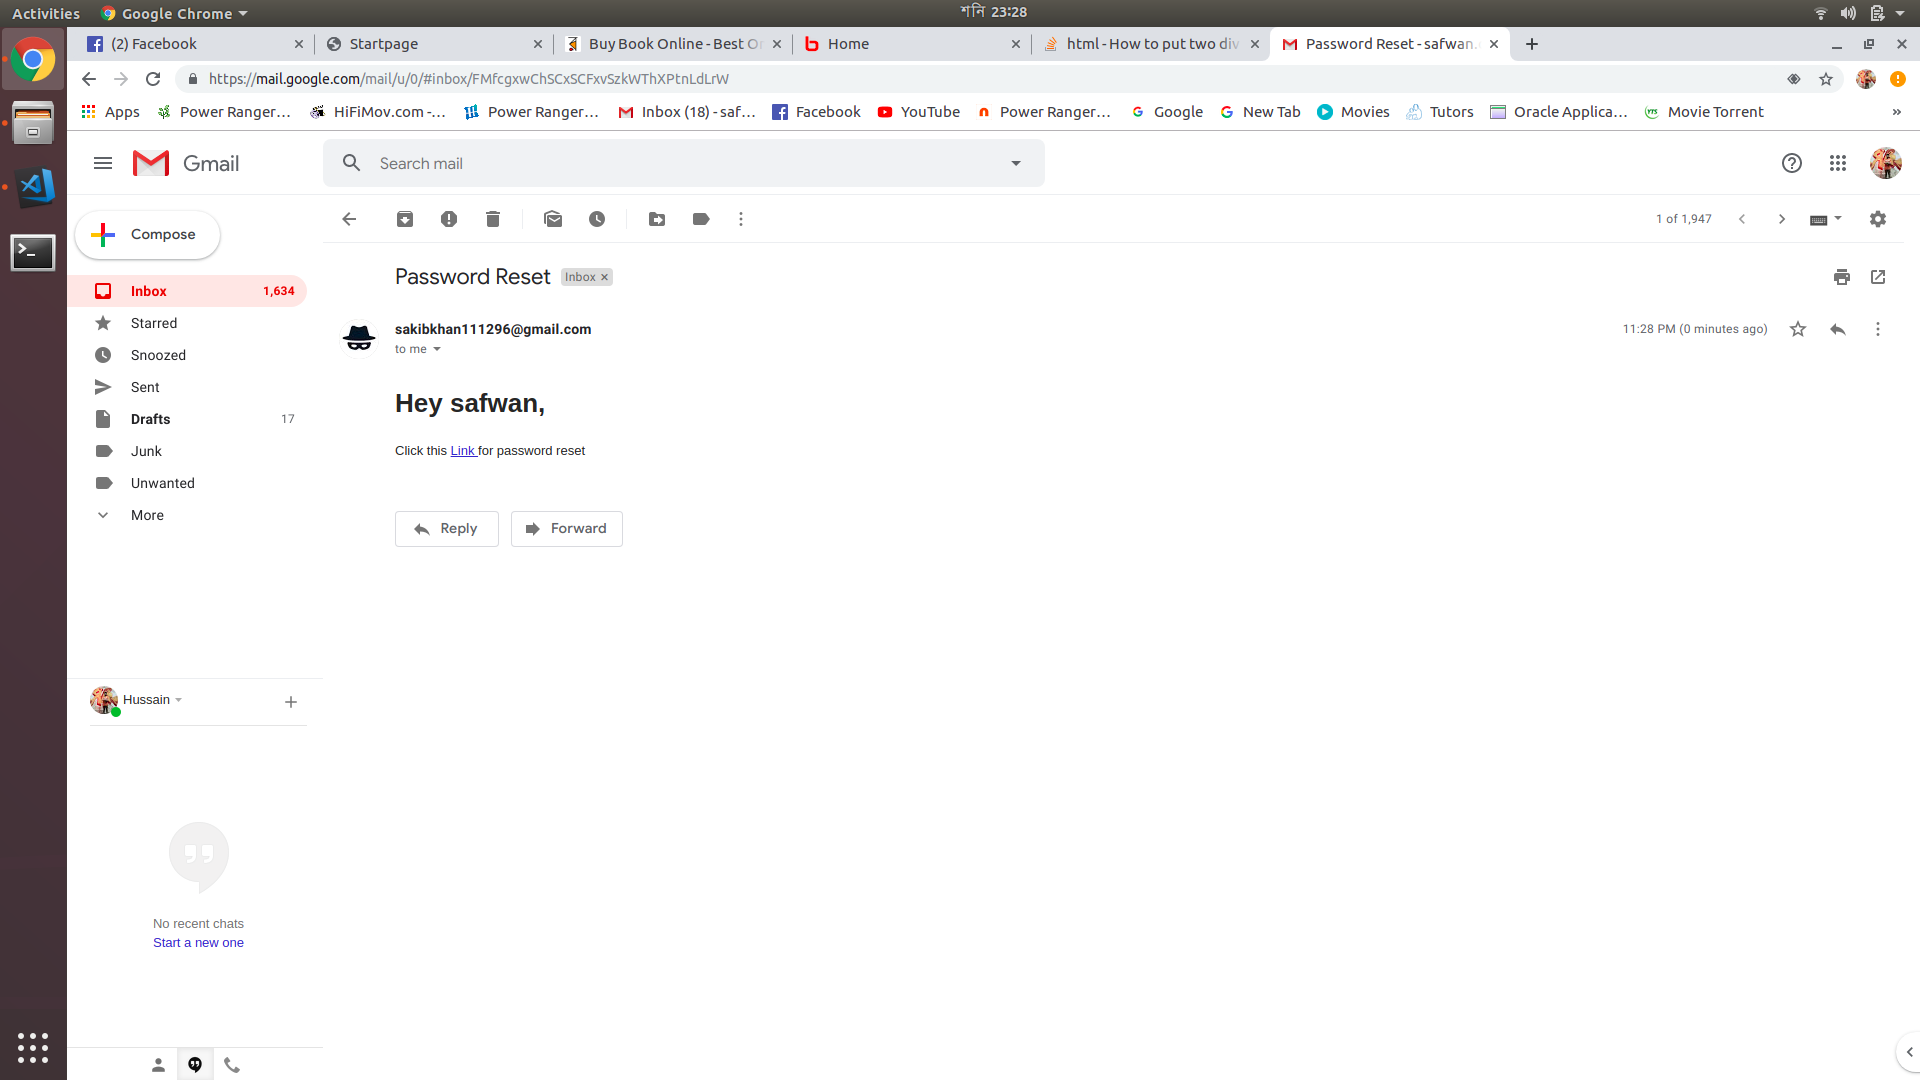 Activities
Google Chrome
শনি 23:28
(2) Facebook
Startpage
Buy Book Online - Best O
Home
html - How to put two div
Password Reset - safwan.
https://mail.google.com/mail/u/0/#inbox/FMfcgxwChSCxSCFxvSzkWThXPtnLdLrW
Apps
Power Ranger…
HiFiMov.com -…
Power Ranger…
Inbox (18) - saf…
Facebook
YouTube
Power Ranger…
Google
New Tab
Movies
Tutors
Oracle Applica…
Movie Torrent
»
Gmail
Search mail
Compose
1 of 1,947
Inbox 1,634
Starred
Snoozed
Sent
Drafts 17
Junk
Unwanted
More
Password Reset
Inbox
sakibkhan111296@gmail.com
11:28 PM (0 minutes ago)
to me
Hey safwan,
Click this Link for password reset
Reply
Forward
Hussain
No recent chats
Start a new one